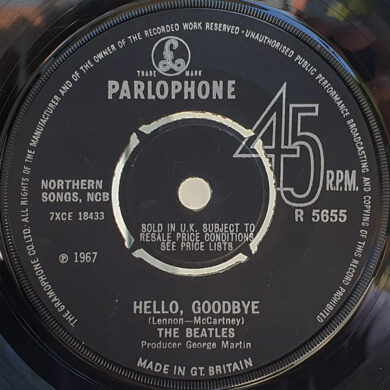 THE GRAMOPHONE CO.LTD · ALL RIGHTS OF THE MANUFACTURER AND OF THE OWNER OF THE RECORDED WORK RESERVED · UNAUTHORISED PUBLIC PERFORMANCE BROADCASTING AND COPYING OF THIS RECORD PROHIBITED
£
TRADE MARK
PARLOPHONE
45
R.P.M.
NORTHERN
SONGS, NCB
7XCE 18433
R 5655
SOLD IN U.K. SUBJECT TO
RESALE PRICE CONDITIONS
SEE PRICE LISTS
℗ 1967
HELLO, GOODBYE
(Lennon—McCartney)
THE BEATLES
Producer George Martin
MADE IN GT. BRITAIN